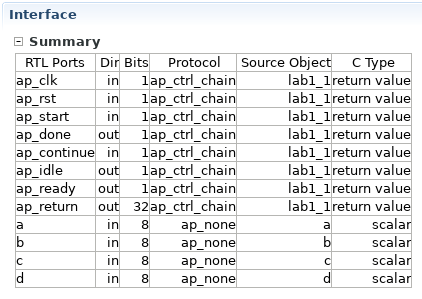 Interface
Summary
RTL Ports Dir Bits Protocol Source Object C Type
ap_clk in 1 ap_ctrl_chain lab1_1 return value
ap_rst in 1 ap_ctrl_chain lab1_1 return value
ap_start in 1 ap_ctrl_chain lab1_1 return value
ap_done out 1 ap_ctrl_chain lab1_1 return value
ap_continue in 1 ap_ctrl_chain lab1_1 return value
ap_idle out 1 ap_ctrl_chain lab1_1 return value
ap_ready out 1 ap_ctrl_chain lab1_1 return value
ap_return out 32 ap_ctrl_chain lab1_1 return value
a in 8 ap_none a scalar
b in 8 ap_none b scalar
c in 8 ap_none c scalar
d in 8 ap_none d scalar